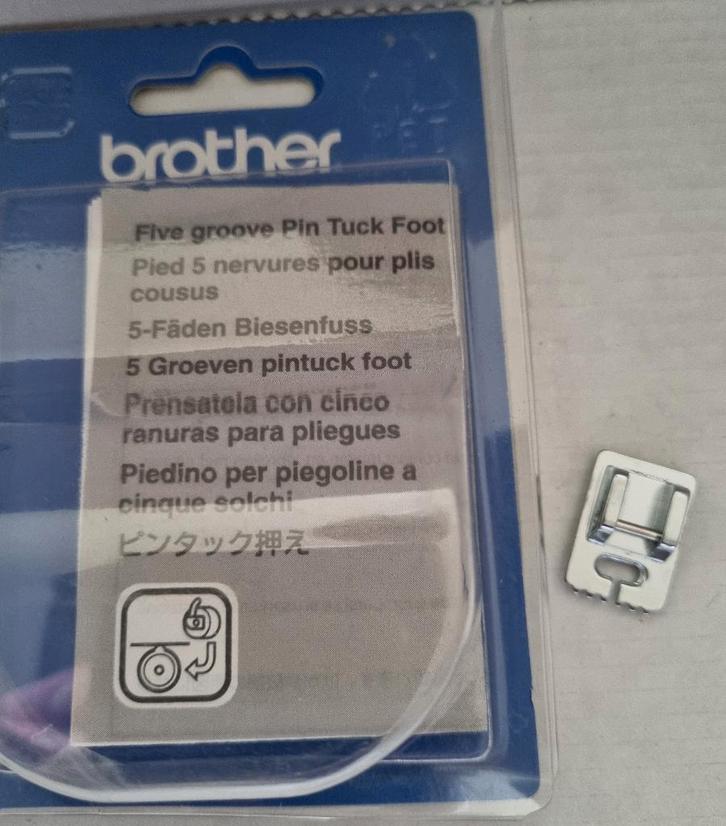 brother
Five groove Pin Tuck Foot
Pied 5 nervures pour plis
cousus
5-Fäden Biesenfuss
5 Groeven pintuck foot
Prensatela con cinco
ranuras para pliegues
Piedino per piegoline a
cinque solchi
ピンタック押え